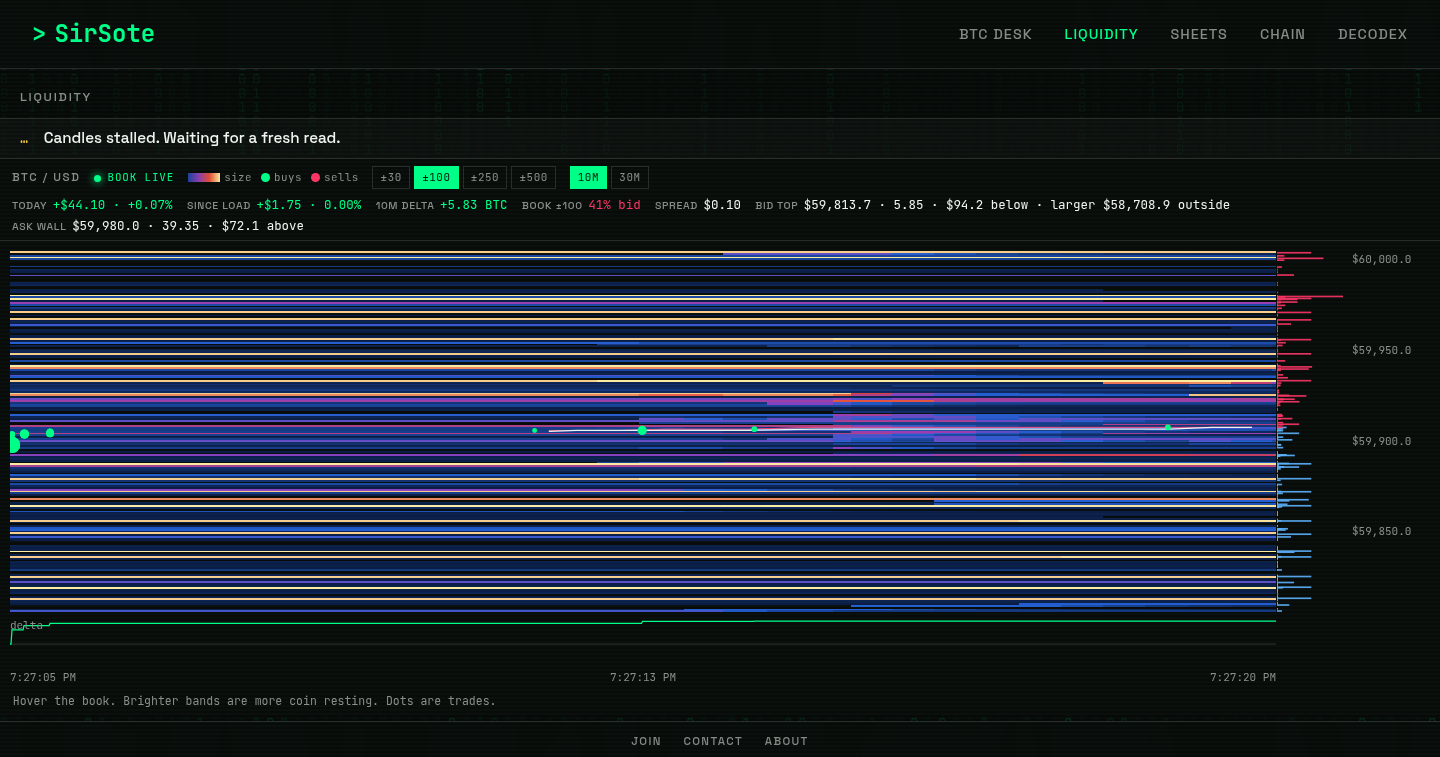 > SirSote
BTC DESK LIQUIDITY SHEETS CHAIN DECODEX
LIQUIDITY
… Candles stalled. Waiting for a fresh read.
BTC / USD BOOK LIVE size buys sells ±30 ±100 ±250 ±500 10M 30M
TODAY +$44.10 · +0.07% SINCE LOAD +$1.75 · 0.00% 10M DELTA +5.83 BTC BOOK ±100 41% bid SPREAD $0.10 BID TOP $59,813.7 · 5.85 · $94.2 below · larger $58,708.9 outside
ASK WALL $59,980.0 · 39.35 · $72.1 above
$60,000.0
$59,950.0
$59,900.0
$59,850.0
delta
7:27:05 PM 7:27:13 PM 7:27:20 PM
Hover the book. Brighter bands are more coin resting. Dots are trades.
JOIN CONTACT ABOUT